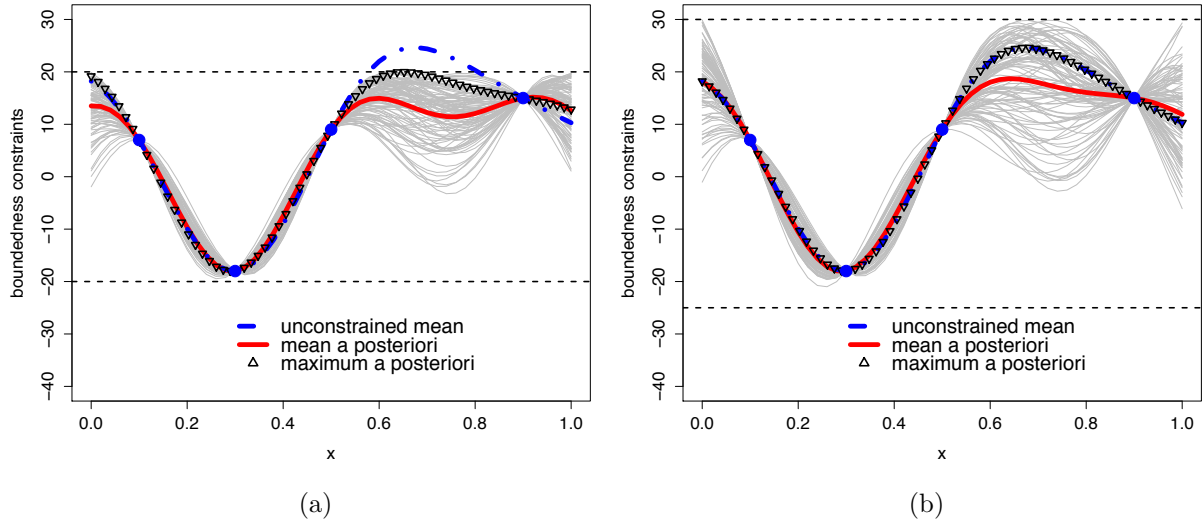 30
20
10
0
−10
−20
−30
−40
boundedness constraints
unconstrained mean
mean a posteriori
maximum a posteriori
0.0 0.2 0.4 0.6 0.8 1.0
x
(a)
30
20
10
0
−10
−20
−30
−40
boundedness constraints
unconstrained mean
mean a posteriori
maximum a posteriori
0.0 0.2 0.4 0.6 0.8 1.0
x
(b)